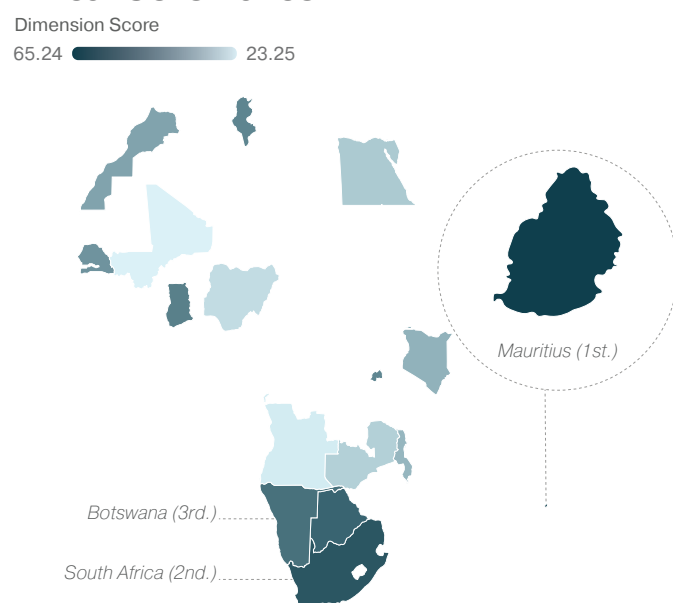 Dimension Score
65.24 23.25
Mauritius (1st.)
Botswana (3rd.)
South Africa (2nd.)